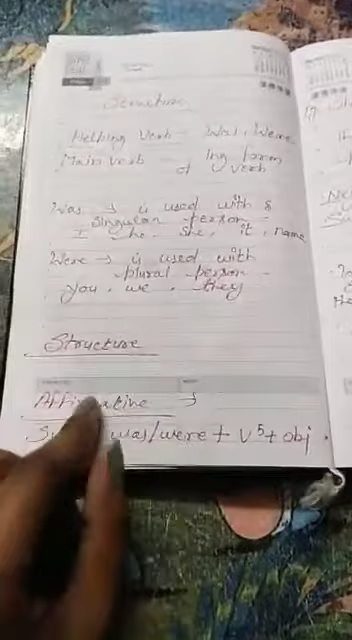 Structure
Helping Verb - Was, Were
Main verb - Ing form
of verb
Was → is used with
singular person
I, he, she, it, name
Were → is used with
plural person -
you, we, they
Structure
Affirmative →
was/were + V5 + obj.